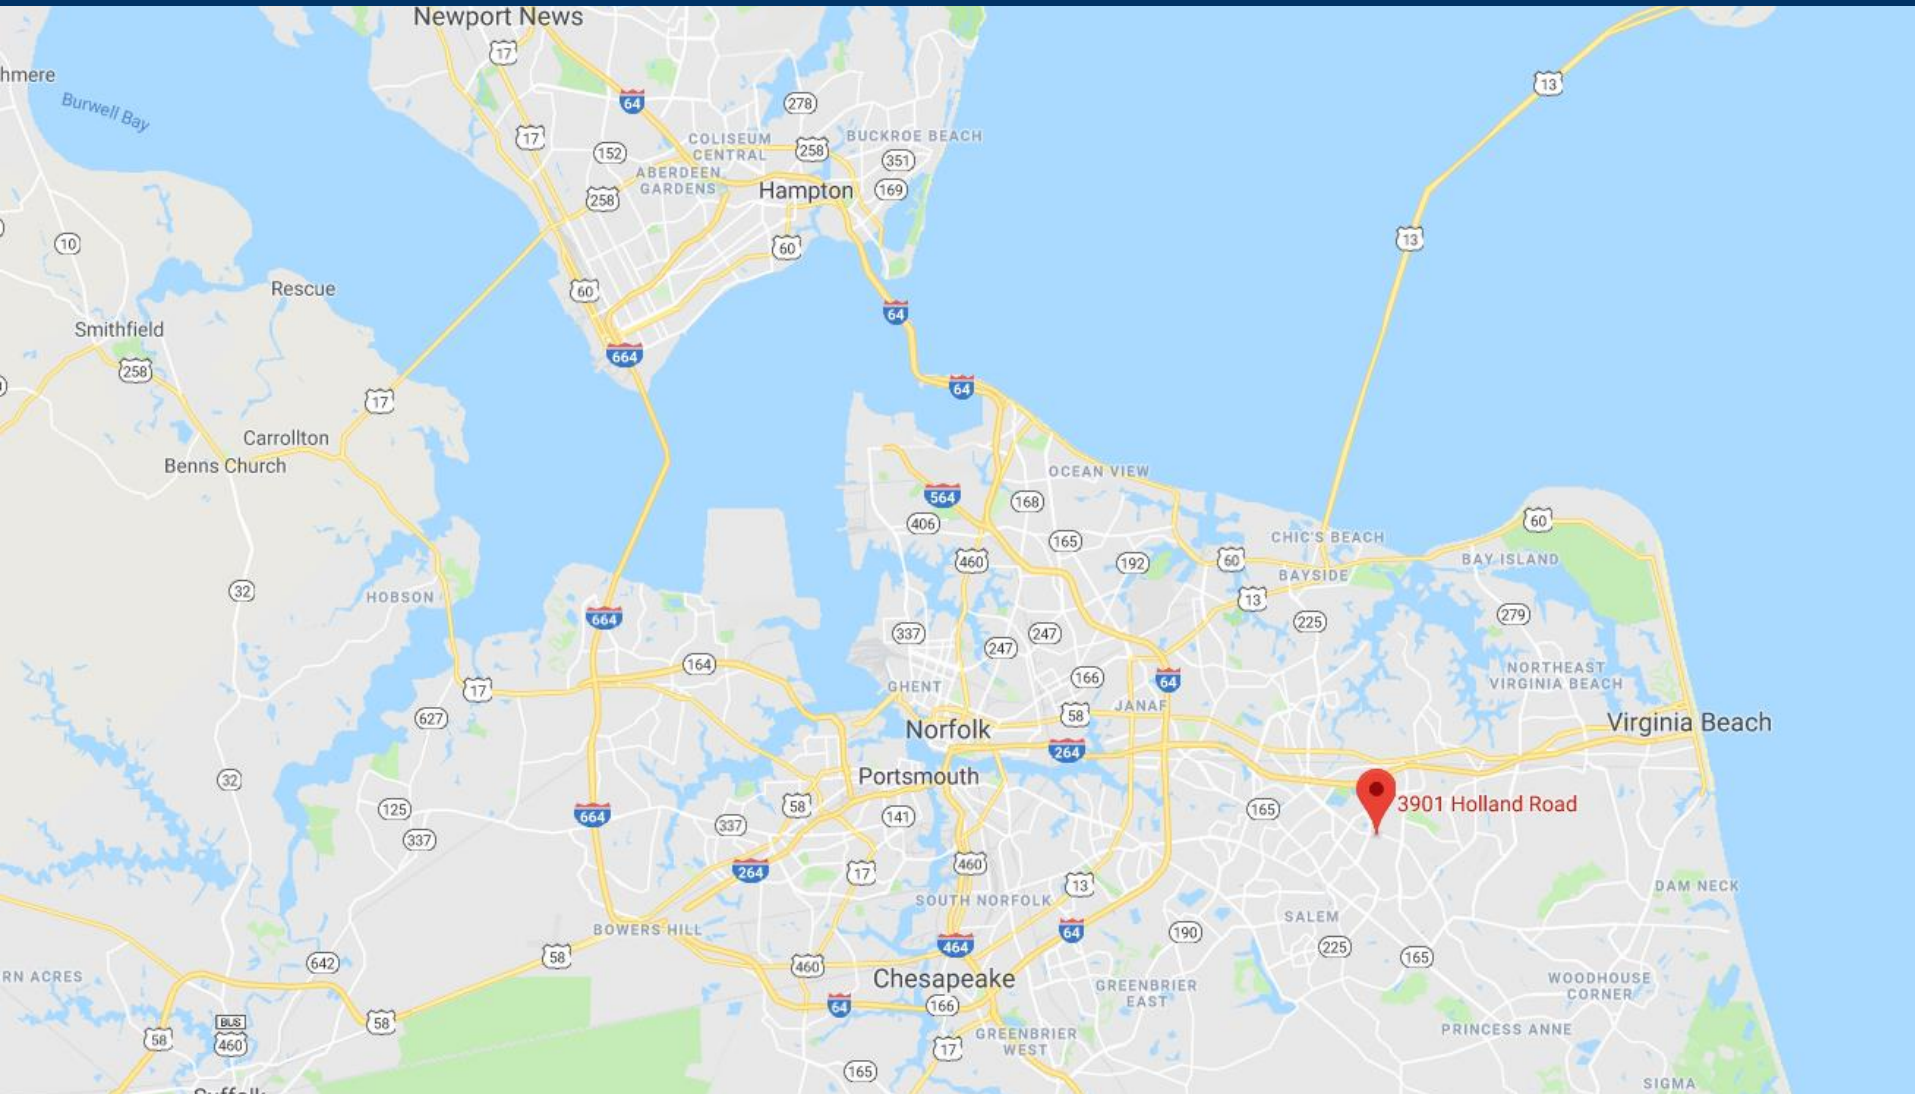 Newport News
17
13
hmere
64
Burwell Bay
278
17
COLISEUM
CENTRAL
258
BUCKROE BEACH
152
351
ABERDEEN
GARDENS
Hampton
169
258
10
60
13
Rescue
60
64
Smithfield
664
258
64
17
Carrollton
Benns Church
OCEAN VIEW
564
168
406
60
165
CHIC'S BEACH
460
192
60
BAY ISLAND
BAYSIDE
32
HOBSON
13
664
279
225
337
247
247
164
NORTHEAST
VIRGINIA BEACH
166
64
17
GHENT
JANAF
627
58
Norfolk
Virginia Beach
264
Portsmouth
32
3901 Holland Road
58
125
165
664
141
337
337
460
264
17
13
DAM NECK
SOUTH NORFOLK
BOWERS HILL
SALEM
64
190
464
225
58
165
642
460
RN ACRES
Chesapeake
WOODHOUSE
CORNER
GREENBRIER
EAST
64
166
BUS
460
58
58
PRINCESS ANNE
GREENBRIER
WEST
17
165
SIGMA